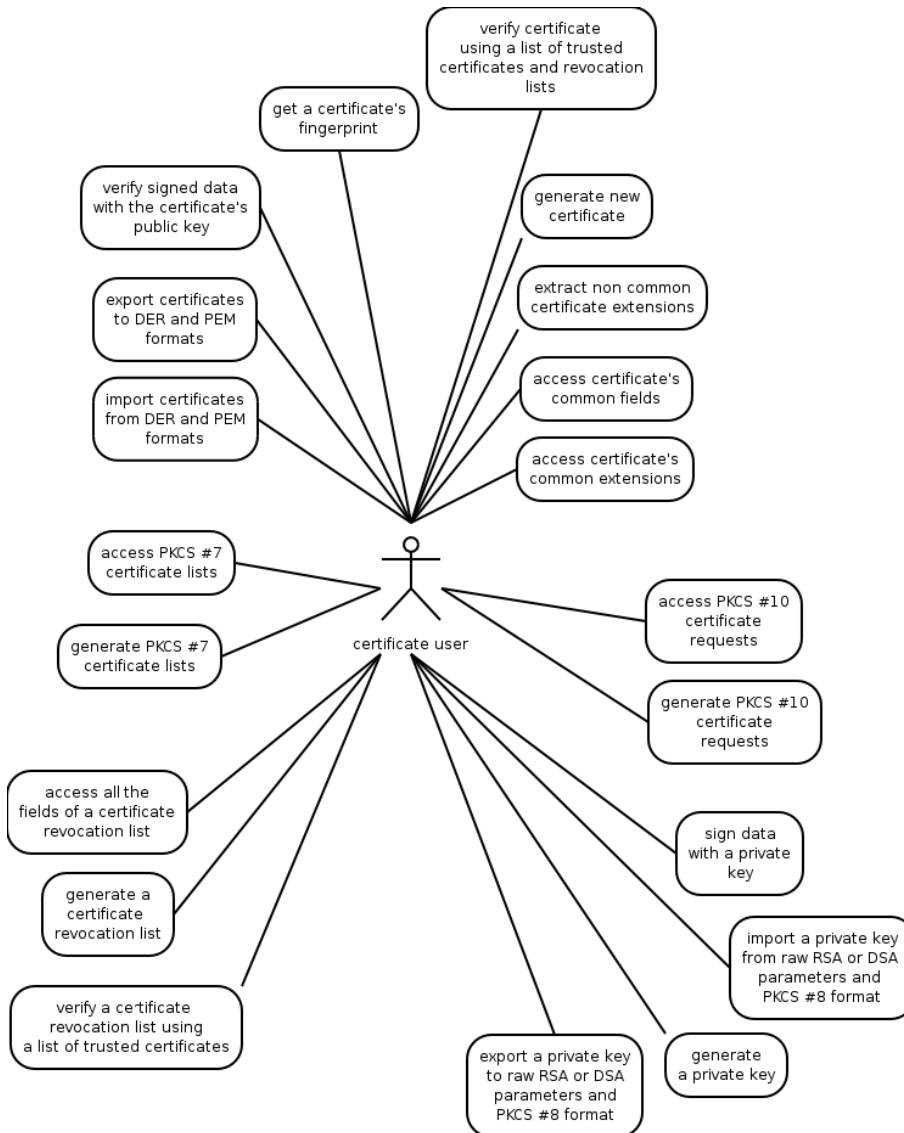 verify certificate
using a list of trusted
certificates and revocation
lists
get a certificate's
fingerprint
verify signed data
with the certificate's
public key
generate new
certificate
export certificates
to DER and PEM
formats
extract non common
certificate extensions
import certificates
from DER and PEM
formats
access certificate's
common fields
access certificate's
common extensions
access PKCS #7
certificate lists
generate PKCS #7
certificate lists
certificate user
access PKCS #10
certificate
requests
generate PKCS #10
certificate
requests
access all the
fields of a certificate
revocation list
sign data
with a private
key
generate a
certificate
revocation list
import a private key
from raw RSA or DSA
parameters and
PKCS #8 format
verify a certificate
revocation list using
a list of trusted certificates
export a private key
to raw RSA or DSA
parameters and
PKCS #8 format
generate
a private key